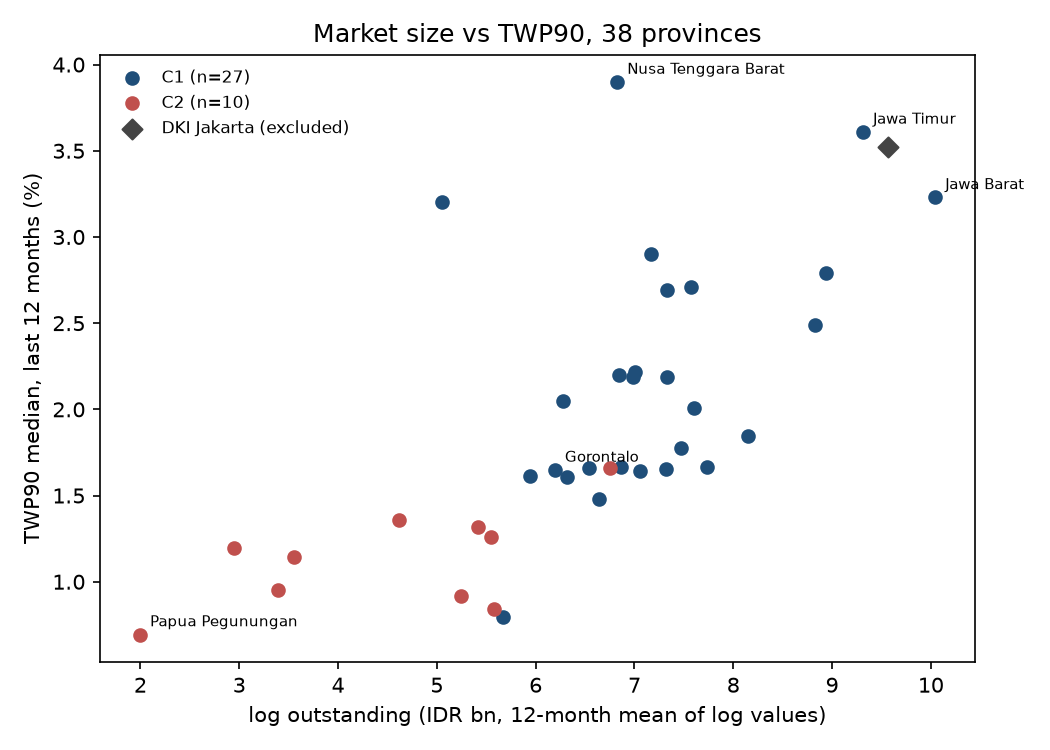 Market size vs TWP90, 38 provinces
C1 (n=27)
C2 (n=10)
DKI Jakarta (excluded)
Nusa Tenggara Barat
Jawa Timur
Jawa Barat
Gorontalo
Papua Pegunungan
TWP90 median, last 12 months (%)
4.0
3.5
3.0
2.5
2.0
1.5
1.0
2 3 4 5 6 7 8 9 10
log outstanding (IDR bn, 12-month mean of log values)